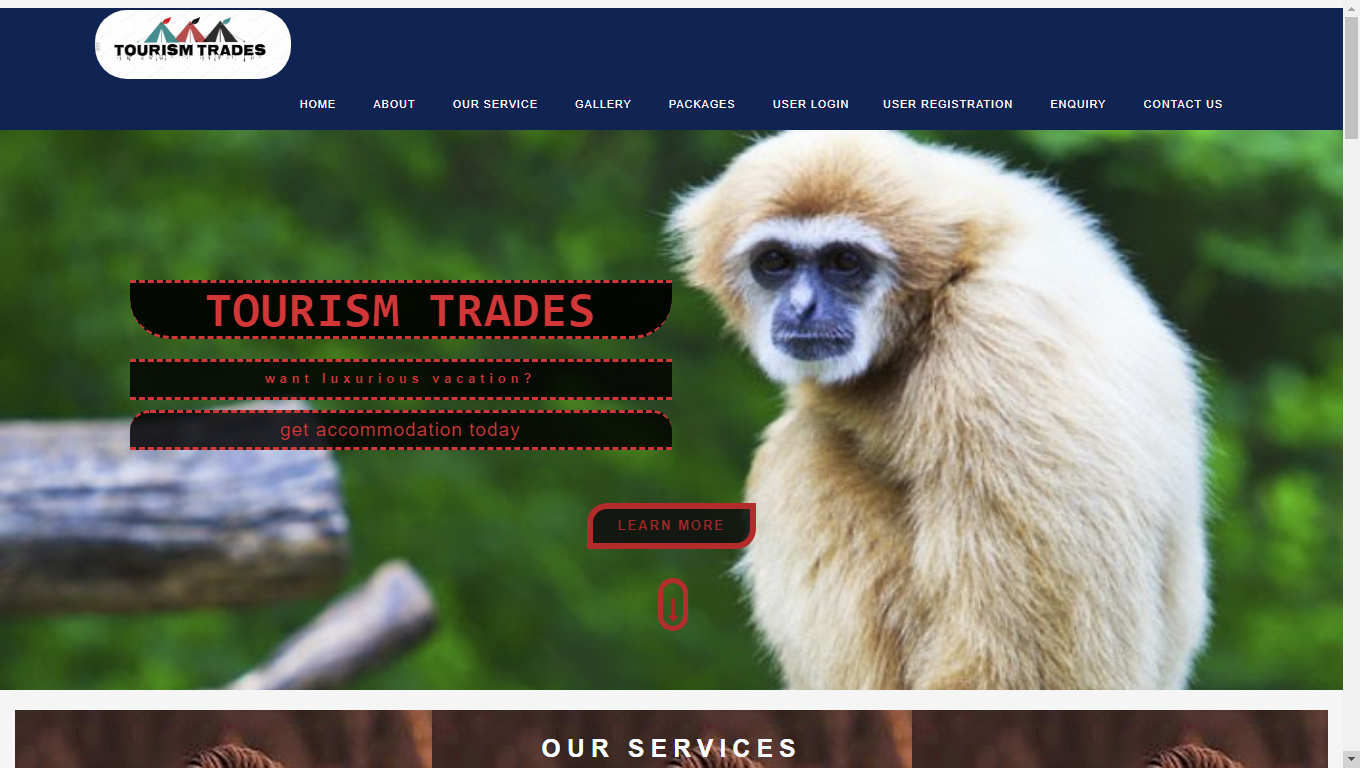 TOURISM TRADES
HOME ABOUT OUR SERVICE GALLERY PACKAGES USER LOGIN USER REGISTRATION ENQUIRY CONTACT US
TOURISM TRADES
want luxurious vacation?
get accommodation today
LEARN MORE
OUR SERVICES